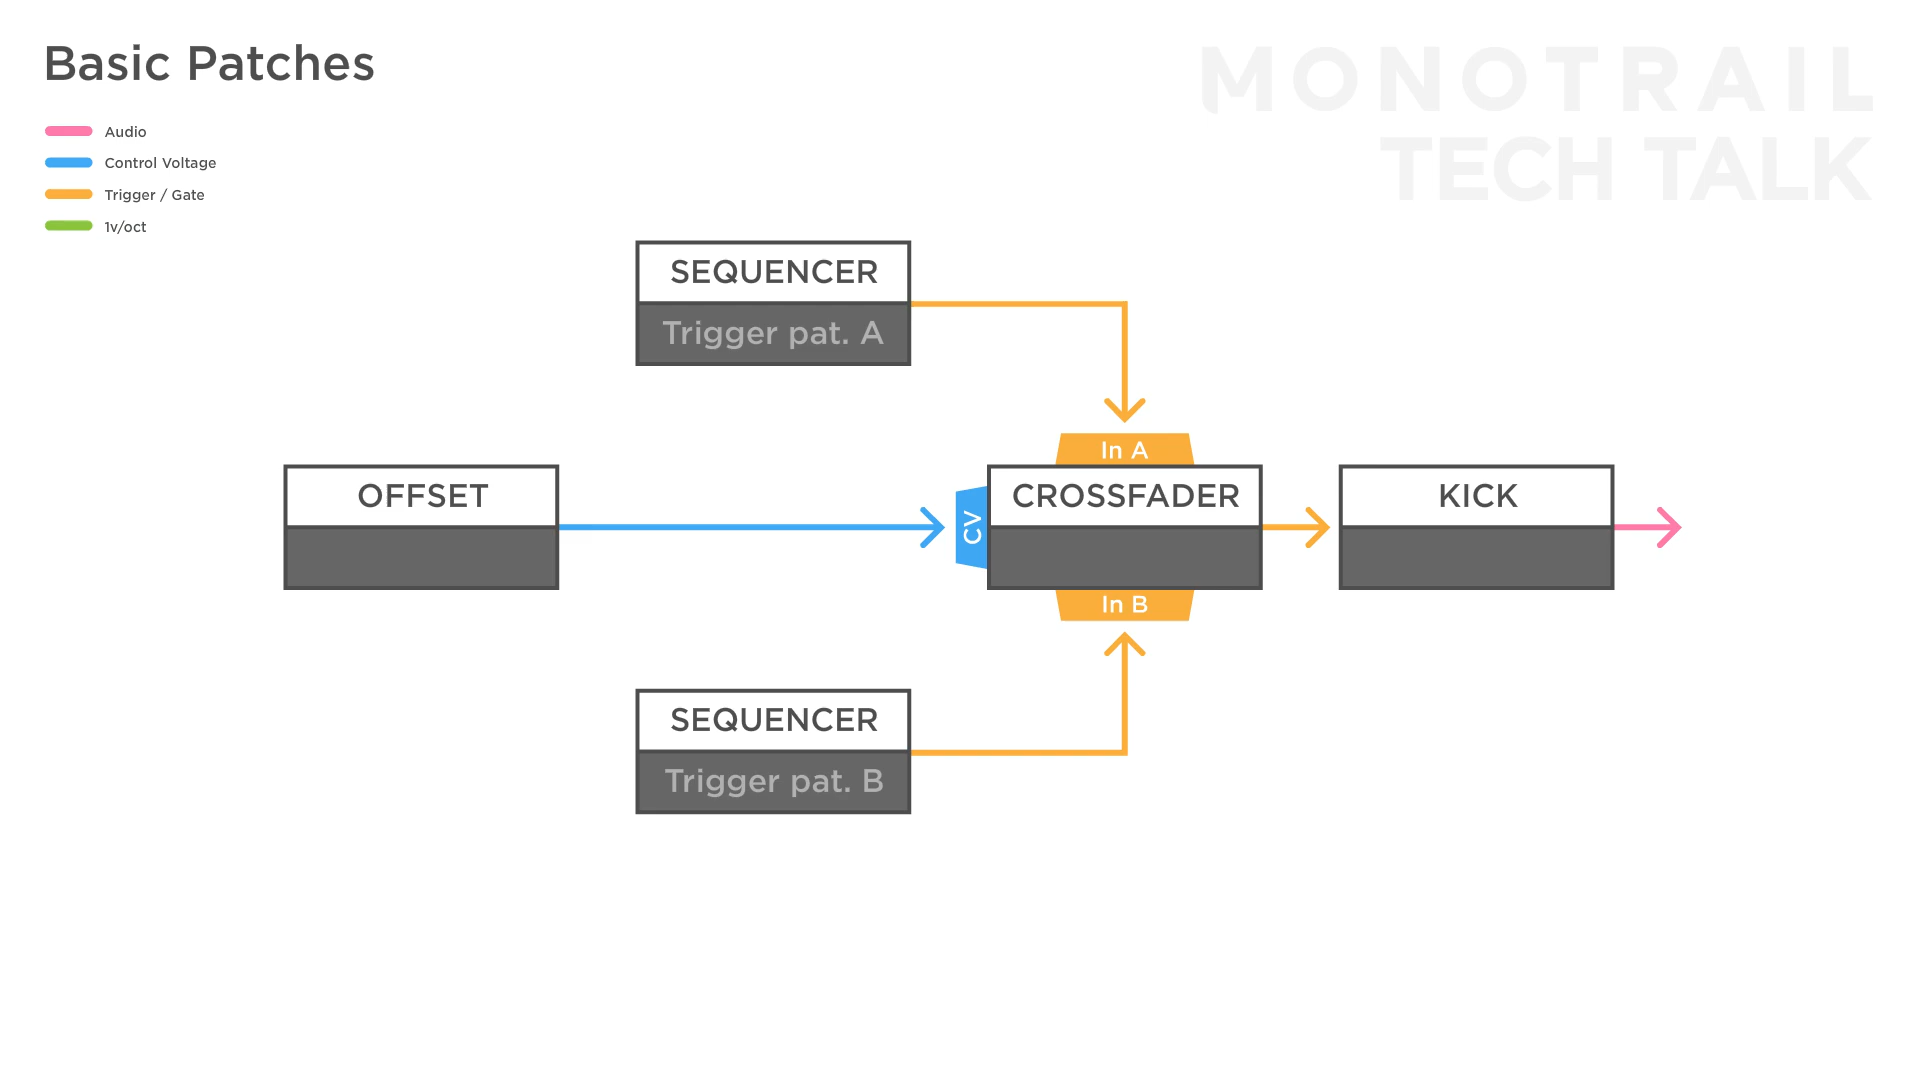 Basic Patches
MONOTRAIL
TECH TALK
Audio
Control Voltage
Trigger / Gate
1v/oct
SEQUENCER
Trigger pat. A
In A
OFFSET
CV
CROSSFADER
KICK
In B
SEQUENCER
Trigger pat. B